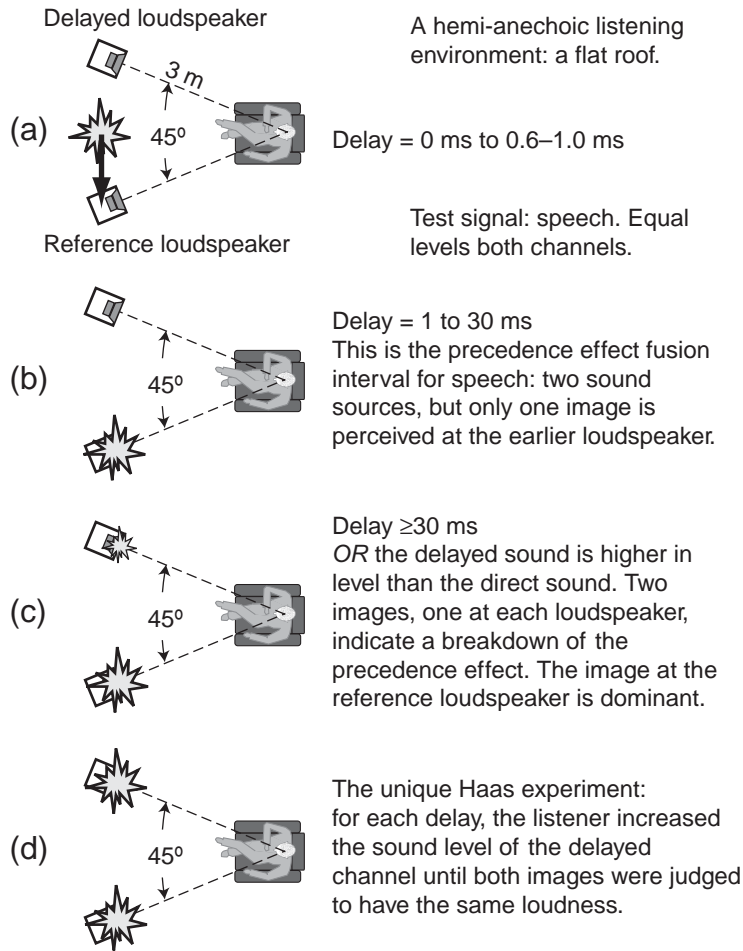 Delayed loudspeaker
A hemi-anechoic listening
environment: a flat roof.
3 m
(a)
45º
Delay = 0 ms to 0.6–1.0 ms
Test signal: speech. Equal
levels both channels.
Reference loudspeaker
(b)
45º
Delay = 1 to 30 ms
This is the precedence effect fusion
interval for speech: two sound
sources, but only one image is
perceived at the earlier loudspeaker.
(c)
45º
Delay ≥30 ms
OR the delayed sound is higher in
level than the direct sound. Two
images, one at each loudspeaker,
indicate a breakdown of the
precedence effect. The image at the
reference loudspeaker is dominant.
(d)
45º
The unique Haas experiment:
for each delay, the listener increased
the sound level of the delayed
channel until both images were judged
to have the same loudness.